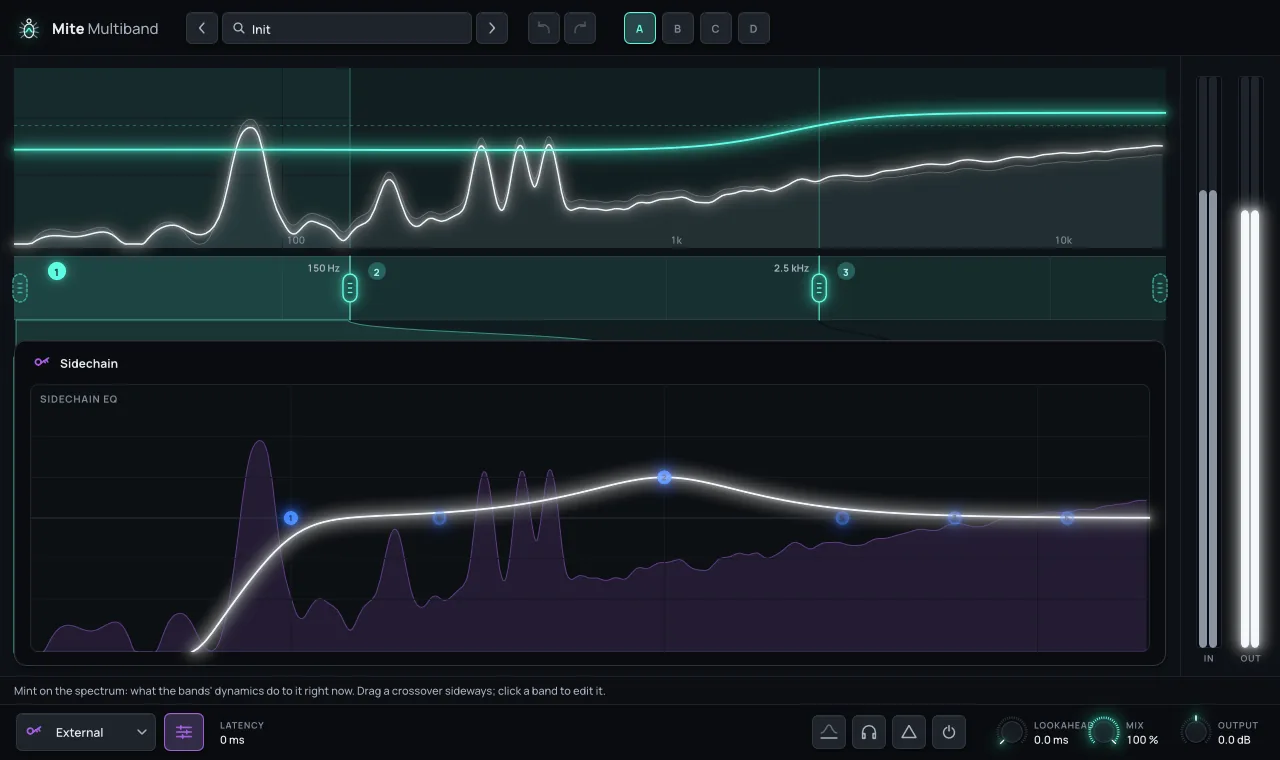 Mite Multiband
Init
A B C D
100 1k 10k
1 150 Hz 2 2.5 kHz 3
Sidechain
SIDECHAIN EQ
1
IN OUT
Mint on the spectrum: what the bands' dynamics do to it right now. Drag a crossover sideways; click a band to edit it.
External
LATENCY
0 ms
LOOKAHEAD
0.0 ms
MIX
100 %
OUTPUT
0.0 dB